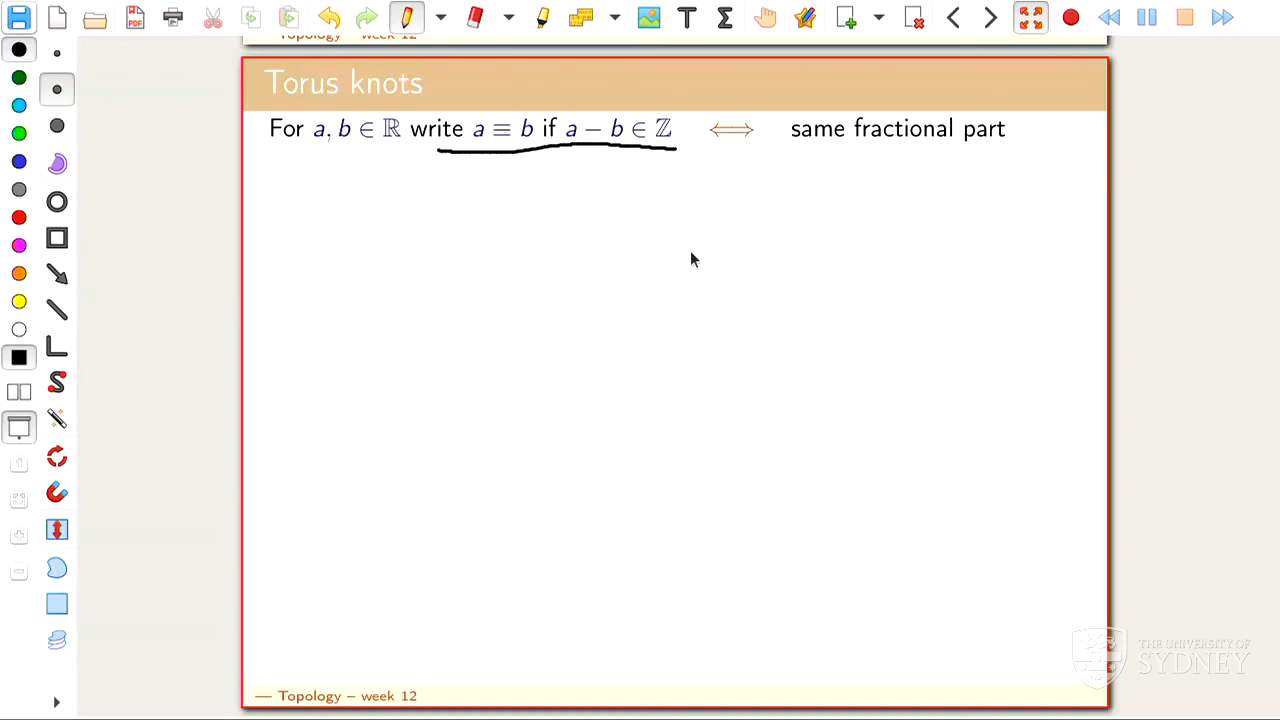 Topology – week 12
Torus knots
For a, b ∈ ℝ write a ≡ b if a − b ∈ ℤ ⟺ same fractional part
THE UNIVERSITY OF
SYDNEY
— Topology – week 12